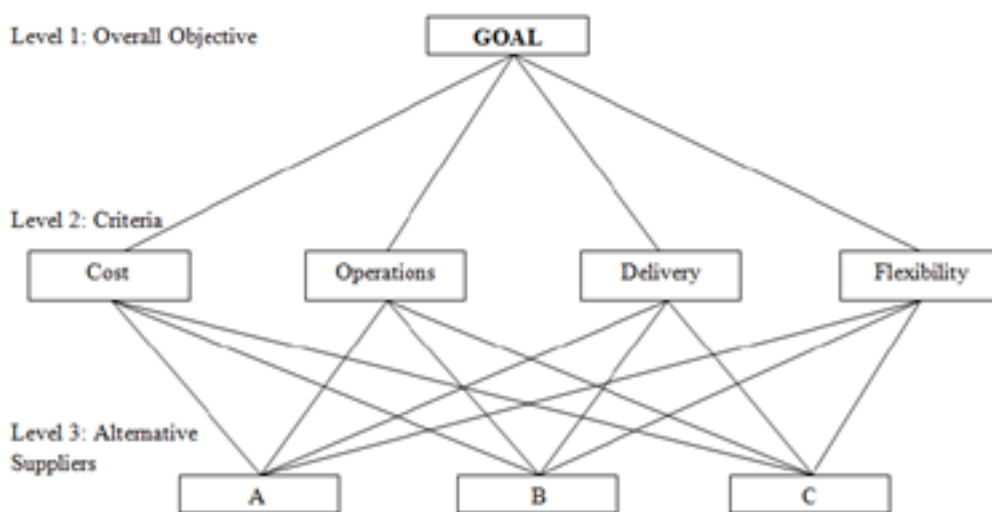 Level 1: Overall Objective
GOAL
Level 2: Criteria
Cost
Operations
Delivery
Flexibility
Level 3: Alternative
Suppliers
A
B
C